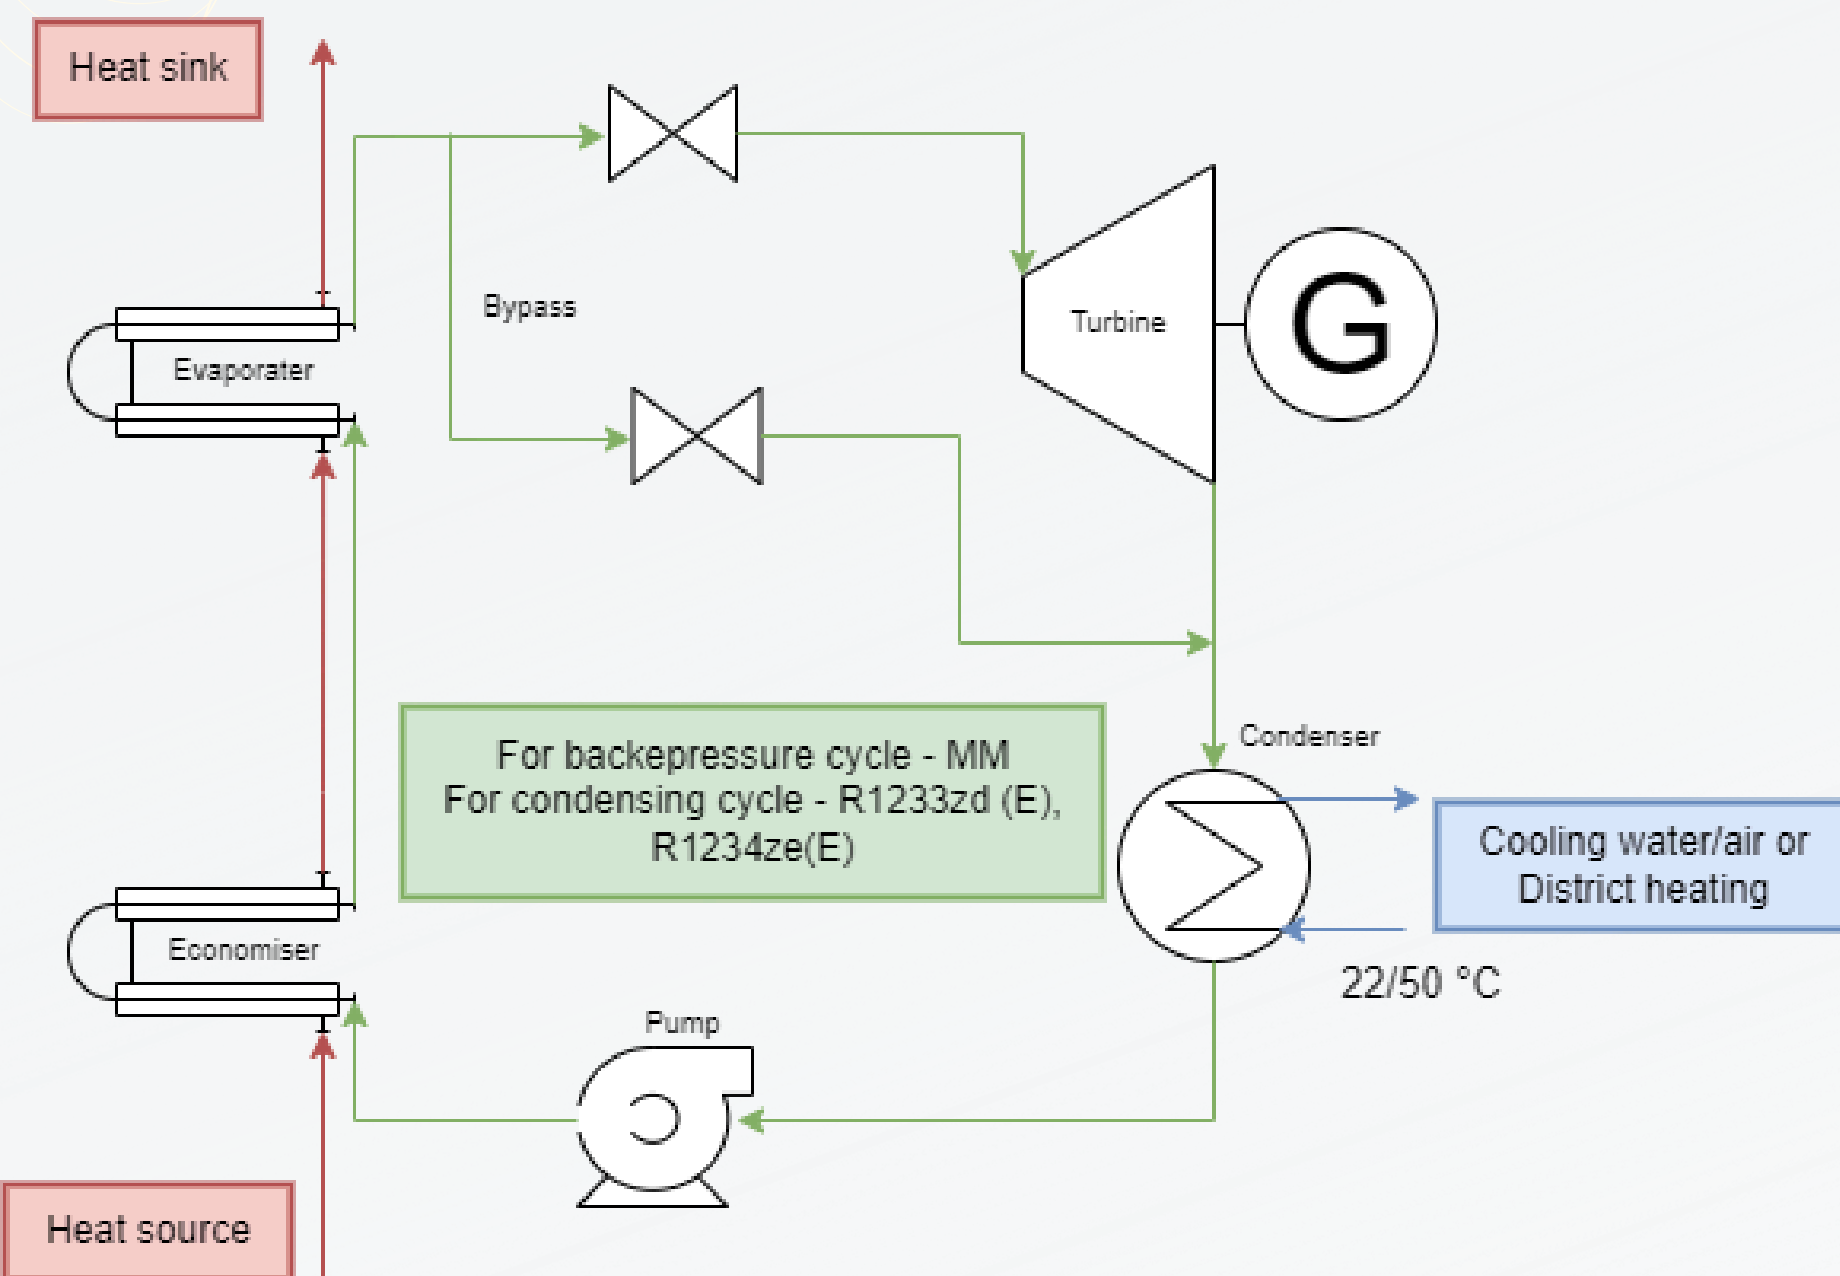 Heat sink
Bypass
Turbine
G
Evaporater
For backepressure cycle - MM
For condensing cycle - R1233zd (E),
R1234ze(E)
Condenser
Cooling water/air or
District heating
22/50 °C
Economiser
Pump
Heat source